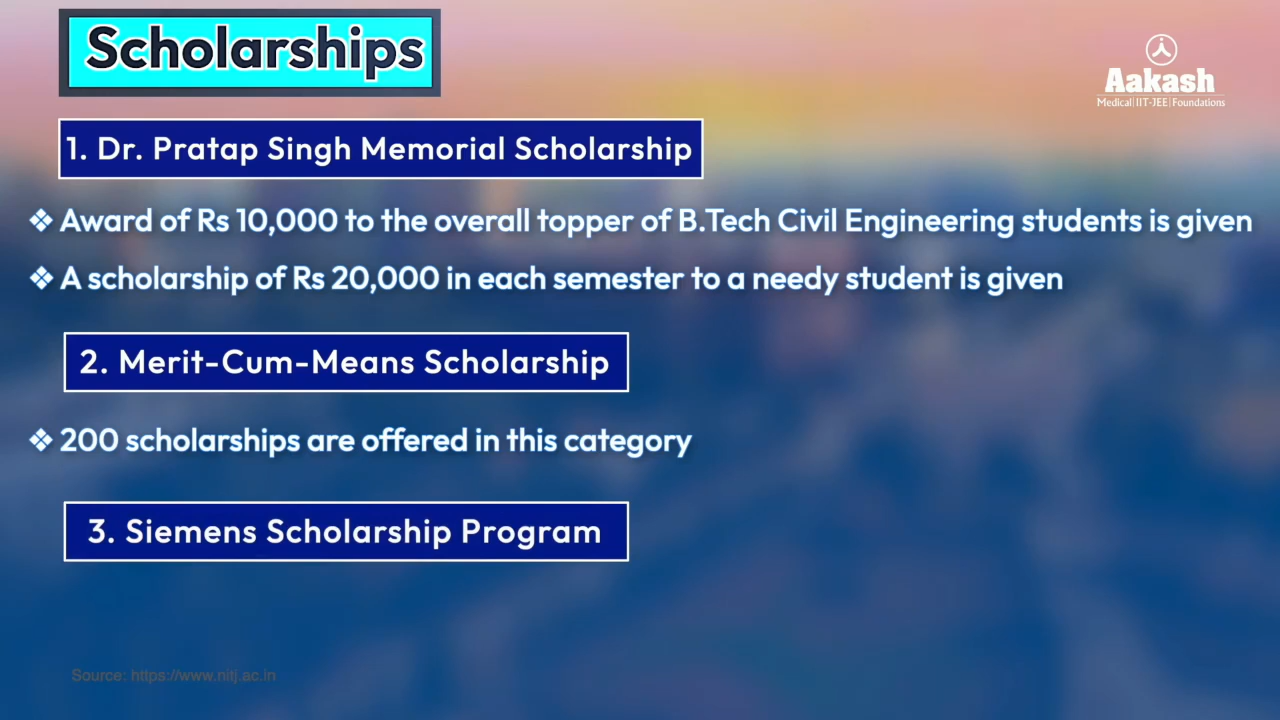 Scholarships
Aakash
Medical|IIT-JEE|Foundations
1. Dr. Pratap Singh Memorial Scholarship
❖ Award of Rs 10,000 to the overall topper of B.Tech Civil Engineering students is given
❖ A scholarship of Rs 20,000 in each semester to a needy student is given
2. Merit-Cum-Means Scholarship
❖ 200 scholarships are offered in this category
3. Siemens Scholarship Program
Source: https://www.nitj.ac.in